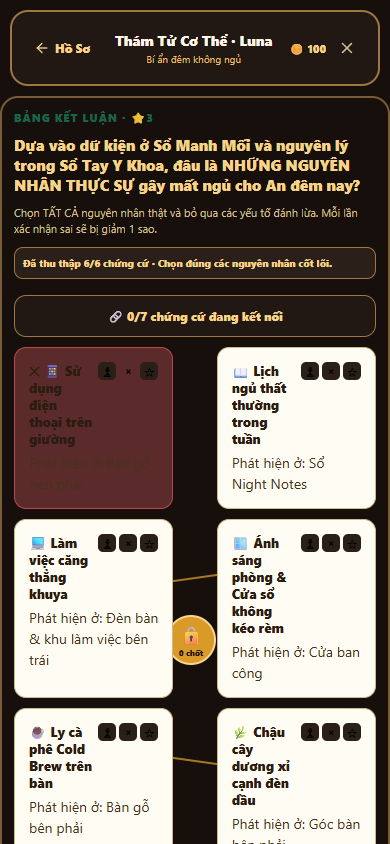 ← Hồ Sơ
Thám Tử Cơ Thể · Luna
Bí ẩn đêm không ngủ
100 ×
BẢNG KẾT LUẬN · ⭐3
Dựa vào dữ kiện ở Sổ Manh Mối và nguyên lý
trong Sổ Tay Y Khoa, đâu là NHỮNG NGUYÊN
NHÂN THỰC SỰ gây mất ngủ cho An đêm nay?
Chọn TẤT CẢ nguyên nhân thật và bỏ qua các yếu tố đánh lừa. Mỗi lần
xác nhận sai sẽ bị giảm 1 sao.
Đã thu thập 6/6 chứng cứ · Chọn đúng các nguyên nhân cốt lõi.
🔗 0/7 chứng cứ đang kết nối
Sử
dụng
điện
thoại trên
giường
Lịch
ngủ thất
thường
trong
tuần
Phát hiện ở: Sổ
Night Notes
Làm
việc căng
thẳng
khuya
Phát hiện ở: Đèn bàn
& khu làm việc bên
trái
Ánh
sáng
phòng &
Cửa sổ
không
kéo rèm
Phát hiện ở: Cửa ban
công
0 chốt
Ly cà
phê Cold
Brew trên
bàn
Phát hiện ở: Bàn gỗ
bên phải
Chậu
cây
dương xỉ
cạnh đèn
dầu
Phát hiện ở: Góc bàn
bên phải